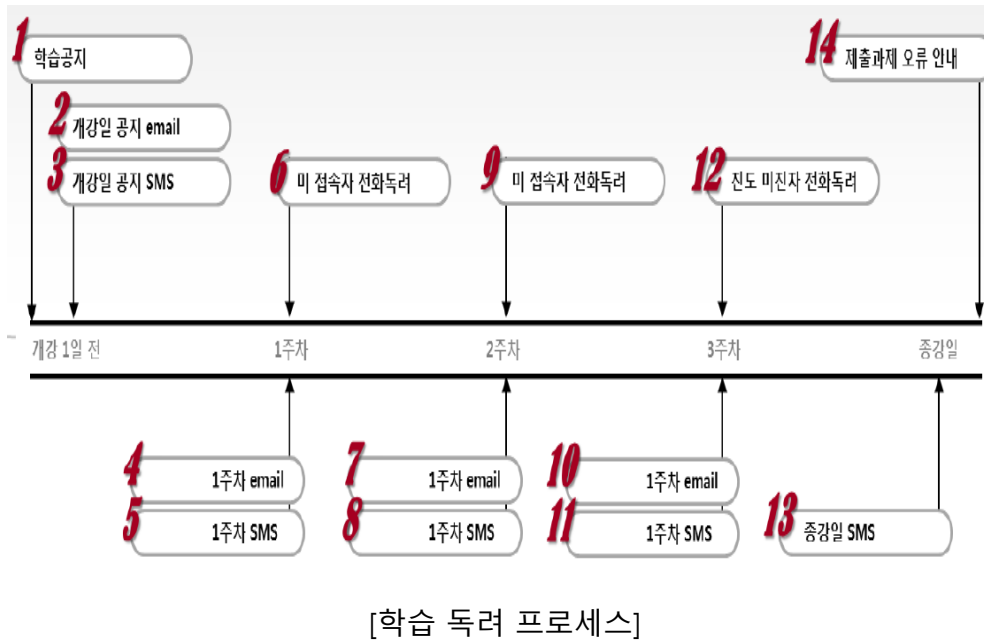 1 학습공지
14 제출과제 오류 안내
2 개강일 공지 email
3 개강일 공지 SMS
6 미 접속자 전화독려
9 미 접속자 전화독려
12 진도 미진자 전화독려
개강 1일 전
1주차
2주차
3주차
종강일
4 1주차 email
5 1주차 SMS
7 1주차 email
8 1주차 SMS
10 1주차 email
11 1주차 SMS
13 종강일 SMS
[학습 독려 프로세스]